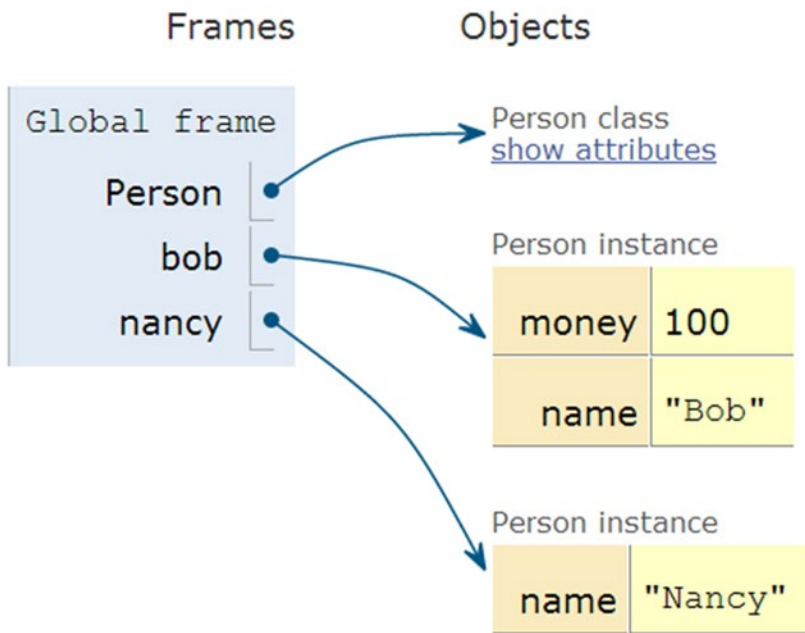 Frames Objects
Global frame
Person
bob
nancy
Person class
show attributes
Person instance
money 100
name "Bob"
Person instance
name "Nancy"